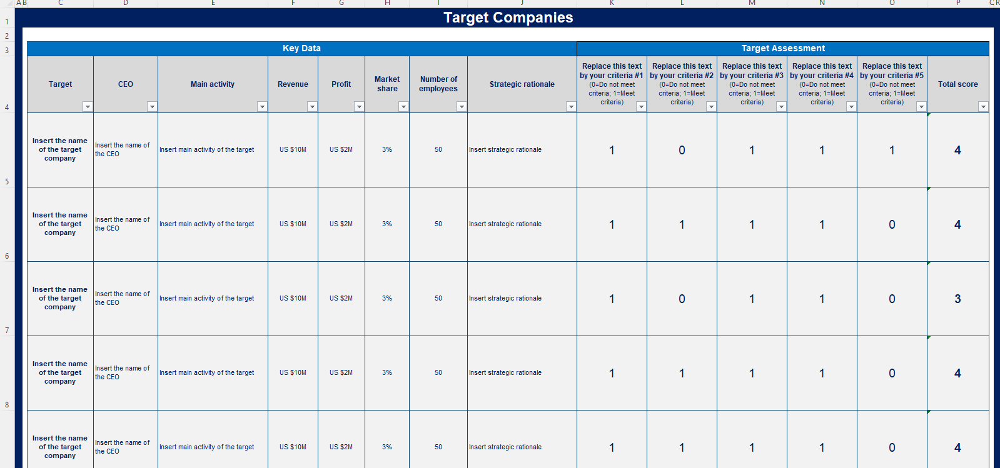 A B C D E F G H I J K L M N O P C R
1 Target Companies
2
3 Key Data Target Assessment
Target CEO Main activity Revenue Profit Market share Number of employees Strategic rationale Replace this text by your criteria #1 (0=Do not meet criteria; 1=Meet criteria) Replace this text by your criteria #2 (0=Do not meet criteria; 1=Meet criteria) Replace this text by your criteria #3 (0=Do not meet criteria; 1=Meet criteria) Replace this text by your criteria #4 (0=Do not meet criteria; 1=Meet criteria) Replace this text by your criteria #5 (0=Do not meet criteria; 1=Meet criteria) Total score
4
Insert the name of the target company Insert the name of the CEO Insert main activity of the target US $10M US $2M 3% 50 Insert strategic rationale 1 0 1 1 1 4
5
Insert the name of the target company Insert the name of the CEO Insert main activity of the target US $10M US $2M 3% 50 Insert strategic rationale 1 1 1 1 0 4
6
Insert the name of the target company Insert the name of the CEO Insert main activity of the target US $10M US $2M 3% 50 Insert strategic rationale 1 0 1 1 0 3
7
Insert the name of the target company Insert the name of the CEO Insert main activity of the target US $10M US $2M 3% 50 Insert strategic rationale 1 1 1 1 0 4
8
Insert the name of the target company Insert the name of the CEO Insert main activity of the target US $10M US $2M 3% 50 Insert strategic rationale 1 1 1 1 0 4